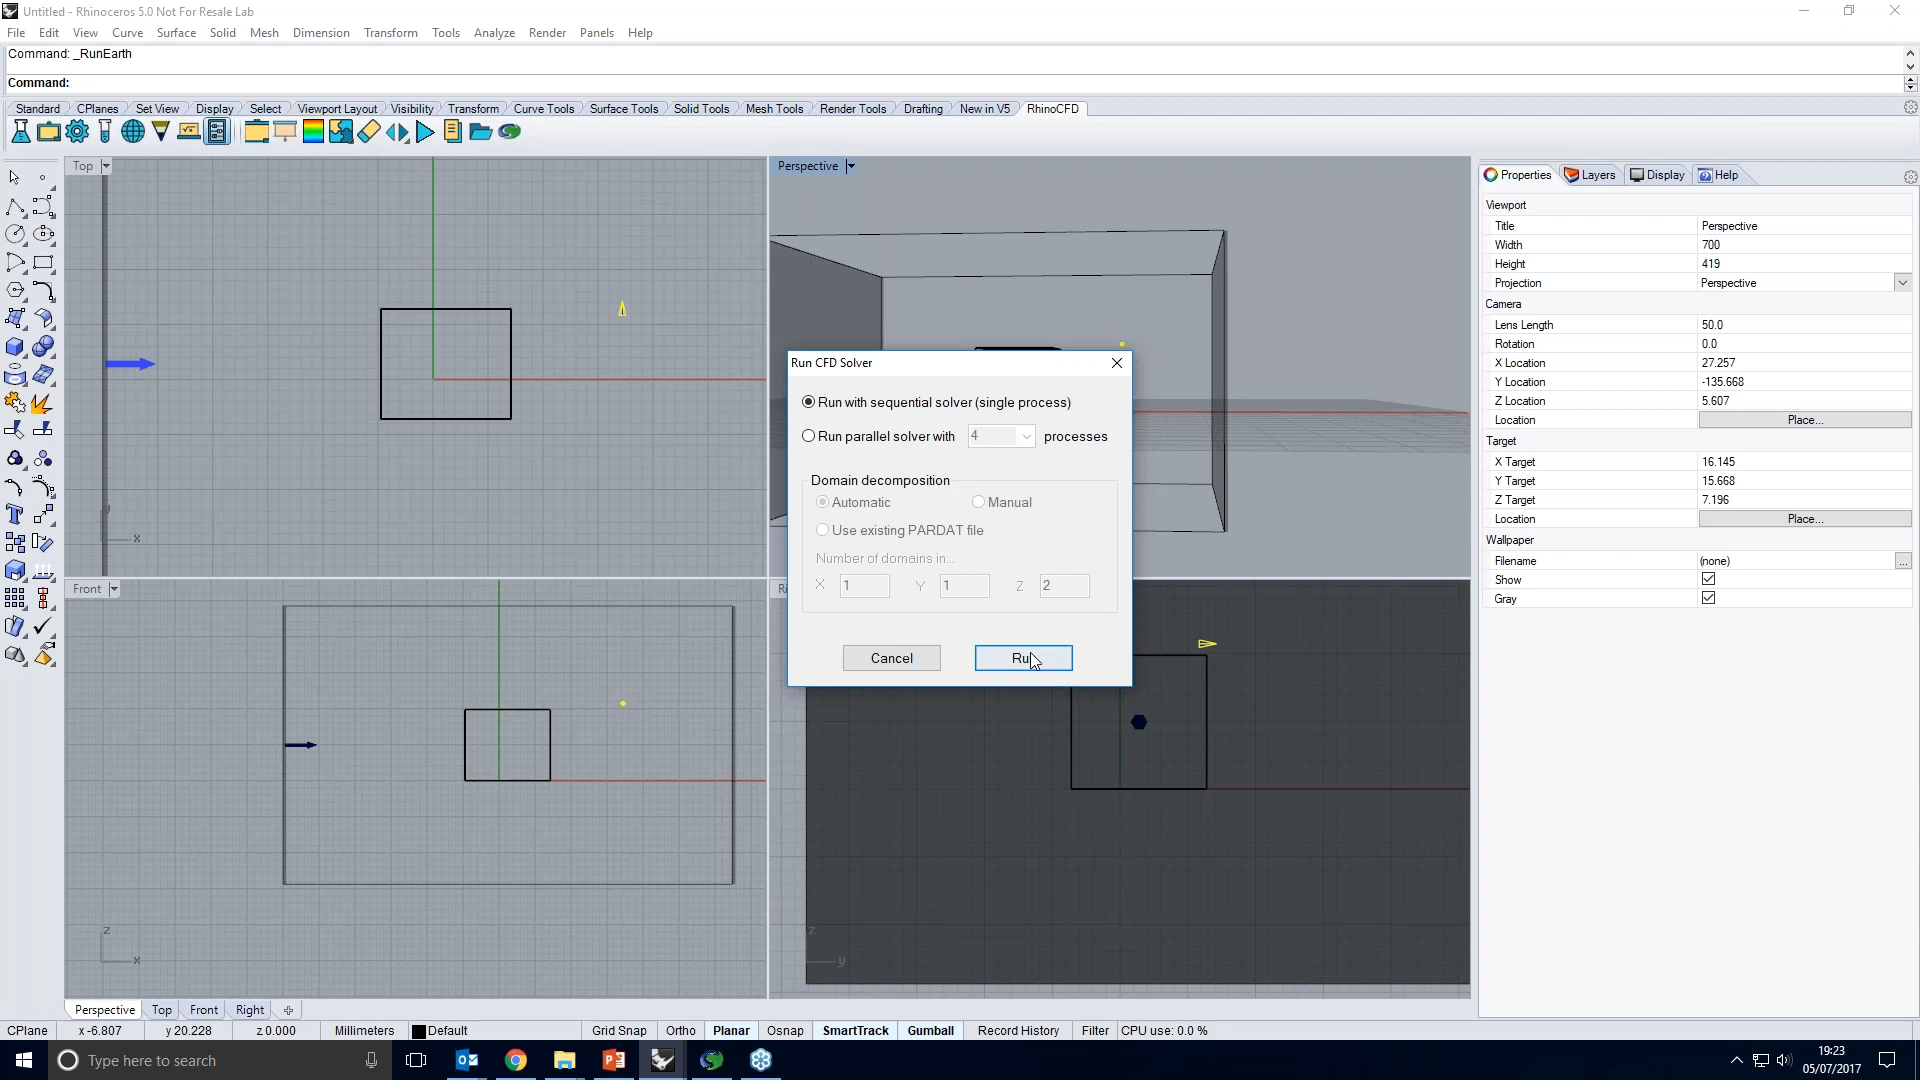 Untitled - Rhinoceros 5.0 Not For Resale Lab
File Edit View Curve Surface Solid Mesh Dimension Transform Tools Analyze Render Panels Help
Command: _RunEarth
Command:
Standard CPlanes Set View Display Select Viewport Layout Visibility Transform Curve Tools Surface Tools Solid Tools Mesh Tools Render Tools Drafting New in V5 RhinoCFD
Top
x
Perspective
Front
z
x
z
y
Run CFD Solver
Run with sequential solver (single process)
Run parallel solver with 4 processes
Domain decomposition
Automatic Manual
Use existing PARDAT file
Number of domains in...
X 1 Y 1 Z 2
Cancel Ru
Properties Layers Display Help
Viewport
Title Perspective
Width 700
Height 419
Projection Perspective
Camera
Lens Length 50.0
Rotation 0.0
X Location 27.257
Y Location -135.668
Z Location 5.607
Location Place...
Target
X Target 16.145
Y Target 15.668
Z Target 7.196
Location Place...
Wallpaper
Filename (none) ...
Show
Gray
Perspective Top Front Right
CPlane x -6.807 y 20.228 z 0.000 Millimeters Default Grid Snap Ortho Planar Osnap SmartTrack Gumball Record History Filter CPU use: 0.0 %
Type here to search
19:23
05/07/2017